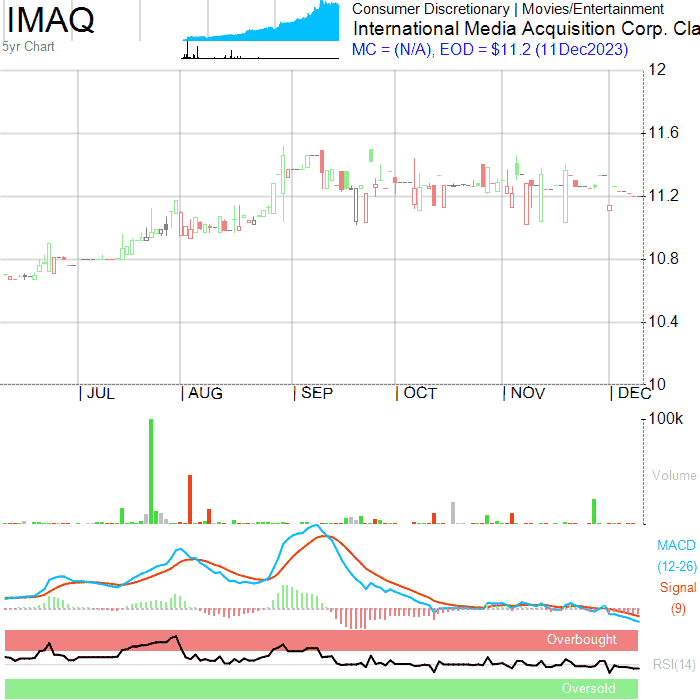 IMAQ
5yr Chart
Consumer Discretionary | Movies/Entertainment
International Media Acquisition Corp. Cla
MC = (N/A), EOD = $11.2 (11Dec2023)
12
11.6
11.2
10.8
10.4
10
| JUL | AUG | SEP | OCT | NOV | DEC
100k
Volume
MACD
(12-26)
Signal
(9)
Overbought
RSI(14)
Oversold